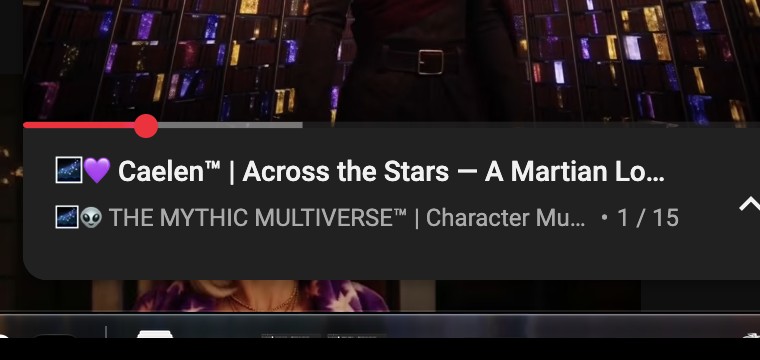 🌌💜 Caelen™ | Across the Stars — A Martian Lo...
🌌👽 THE MYTHIC MULTIVERSE™ | Character Mu... • 1 / 15